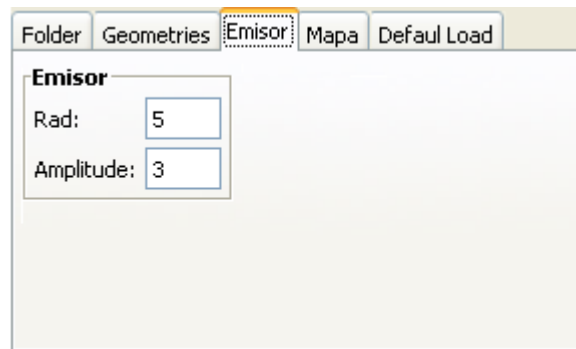 Folder Geometries Emisor Mapa Defaul Load
Emisor
Rad: 5
Amplitude: 3